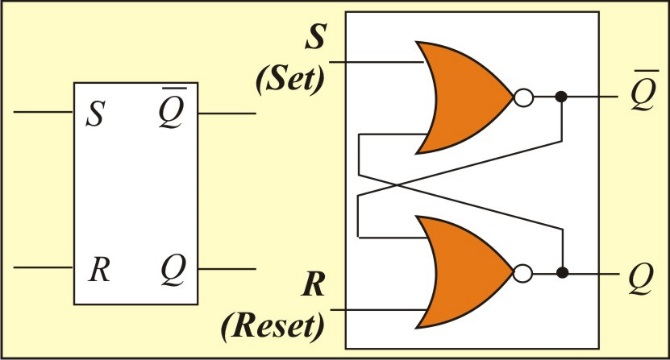 S Q̅
R Q
S
(Set)
Q̅
R
(Reset)
Q